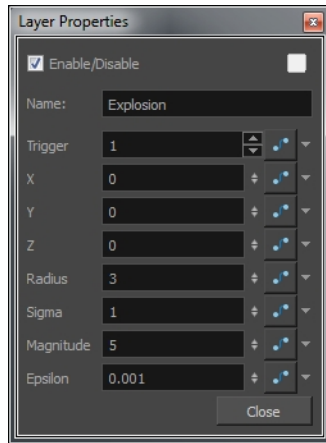 Layer Properties
Enable/Disable
Name: Explosion
Trigger 1
X 0
Y 0
Z 0
Radius 3
Sigma 1
Magnitude 5
Epsilon 0.001
Close